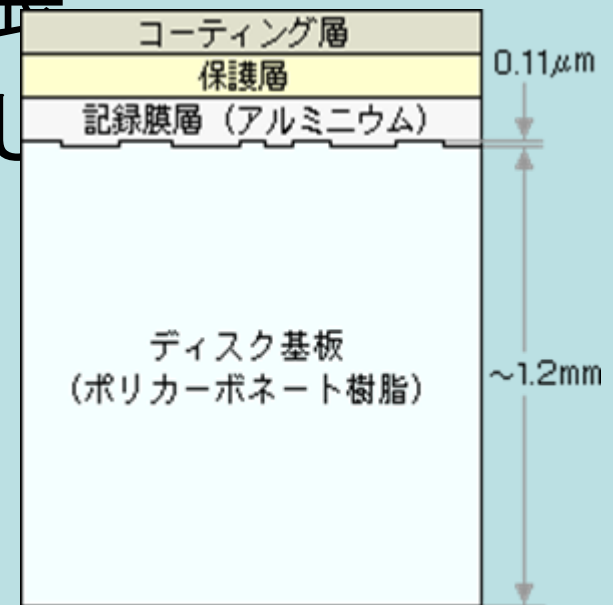 コーティング層
保護層
記録膜層（アルミニウム）
0.11μm
ディスク基板
（ポリカーボネート樹脂）
～1.2mm
し